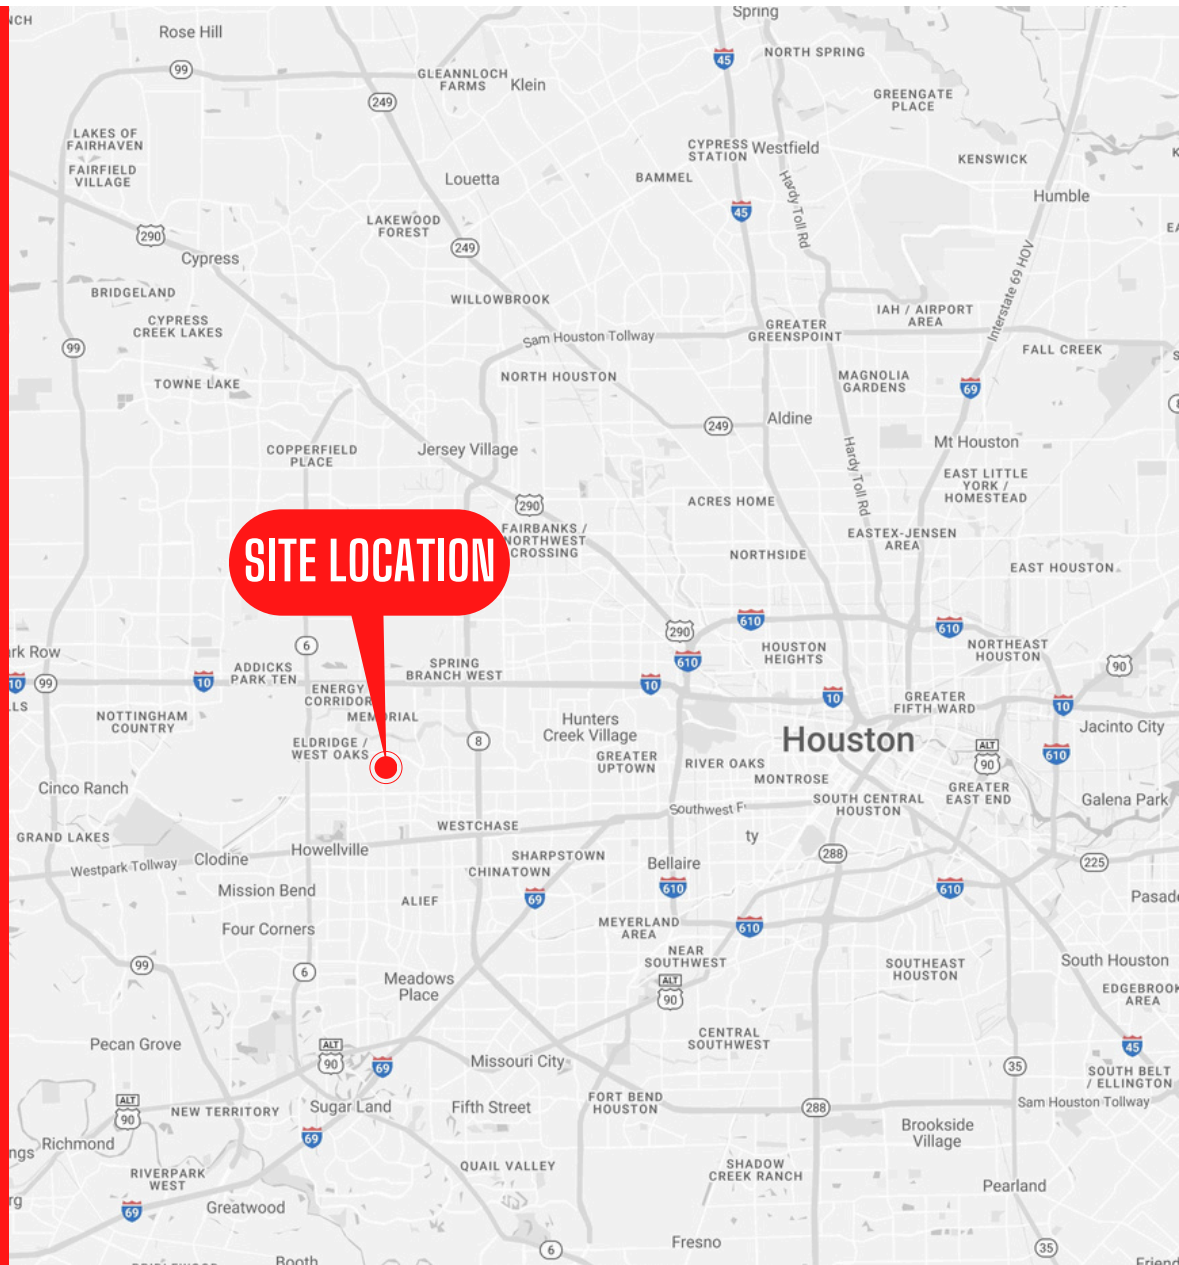 NCH
Spring
Rose Hill
45
NORTH SPRING
99
GLEANNLOCH
FARMS
Klein
249
GREENGATE
PLACE
LAKES OF
FAIRHAVEN
CYPRESS
STATION
Westfield
KENSWICK
FAIRFIELD
VILLAGE
Louetta
BAMMEL
Hardy Toll Rd
Humble
LAKEWOOD
FOREST
45
290
249
Cypress
Interstate 69 HOV
BRIDGELAND
WILLOWBROOK
CYPRESS
CREEK LAKES
IAH / AIRPORT
AREA
GREATER
GREENSPOINT
Sam Houston Tollway
99
FALL CREEK
TOWNE LAKE
NORTH HOUSTON
MAGNOLIA
GARDENS
69
249
Aldine
COPPERFIELD
PLACE
Jersey Village
Hardy Toll Rd
Mt Houston
EAST LITTLE
YORK /
HOMESTEAD
290
ACRES HOME
FAIRBANKS /
NORTHWEST
CROSSING
EASTEX-JENSEN
AREA
SITE LOCATION
NORTHSIDE
EAST HOUSTON
610
610
290
6
HOUSTON
HEIGHTS
NORTHEAST
HOUSTON
rk Row
610
90
ADDICKS
PARK TEN
SPRING
BRANCH WEST
10
99
10
10
10
ENERGY
CORRIDOR
GREATER
FIFTH WARD
10
LLS
NOTTINGHAM
COUNTRY
MEMORIAL
Hunters
Creek Village
Jacinto City
8
Houston
ELDRIDGE /
WEST OAKS
ALT
90
610
GREATER
UPTOWN
RIVER OAKS
MONTROSE
Cinco Ranch
GREATER
EAST END
SOUTH CENTRAL
HOUSTON
Galena Park
Southwest F
GRAND LAKES
WESTCHASE
ty
Howellville
SHARPSTOWN
288
Westpark Tollway
Clodine
CHINATOWN
Bellaire
225
Mission Bend
610
610
ALIEF
69
Pasad
Four Corners
MEYERLAND
AREA
610
NEAR
SOUTHWEST
99
6
SOUTHEAST
HOUSTON
South Houston
Meadows
Place
ALT
90
EDGEBROOK
AREA
CENTRAL
SOUTHWEST
Pecan Grove
ALT
90
45
69
Missouri City
35
SOUTH BELT
/ ELLINGTON
ALT
90
NEW TERRITORY
Sugar Land
Fifth Street
FORT BEND
HOUSTON
288
Sam Houston Tollway
69
Brookside
Village
Richmond
ngs
RIVERPARK
WEST
QUAIL VALLEY
SHADOW
CREEK RANCH
Pearland
rg
69
Greatwood
6
Fresno
35
Booth
Friend